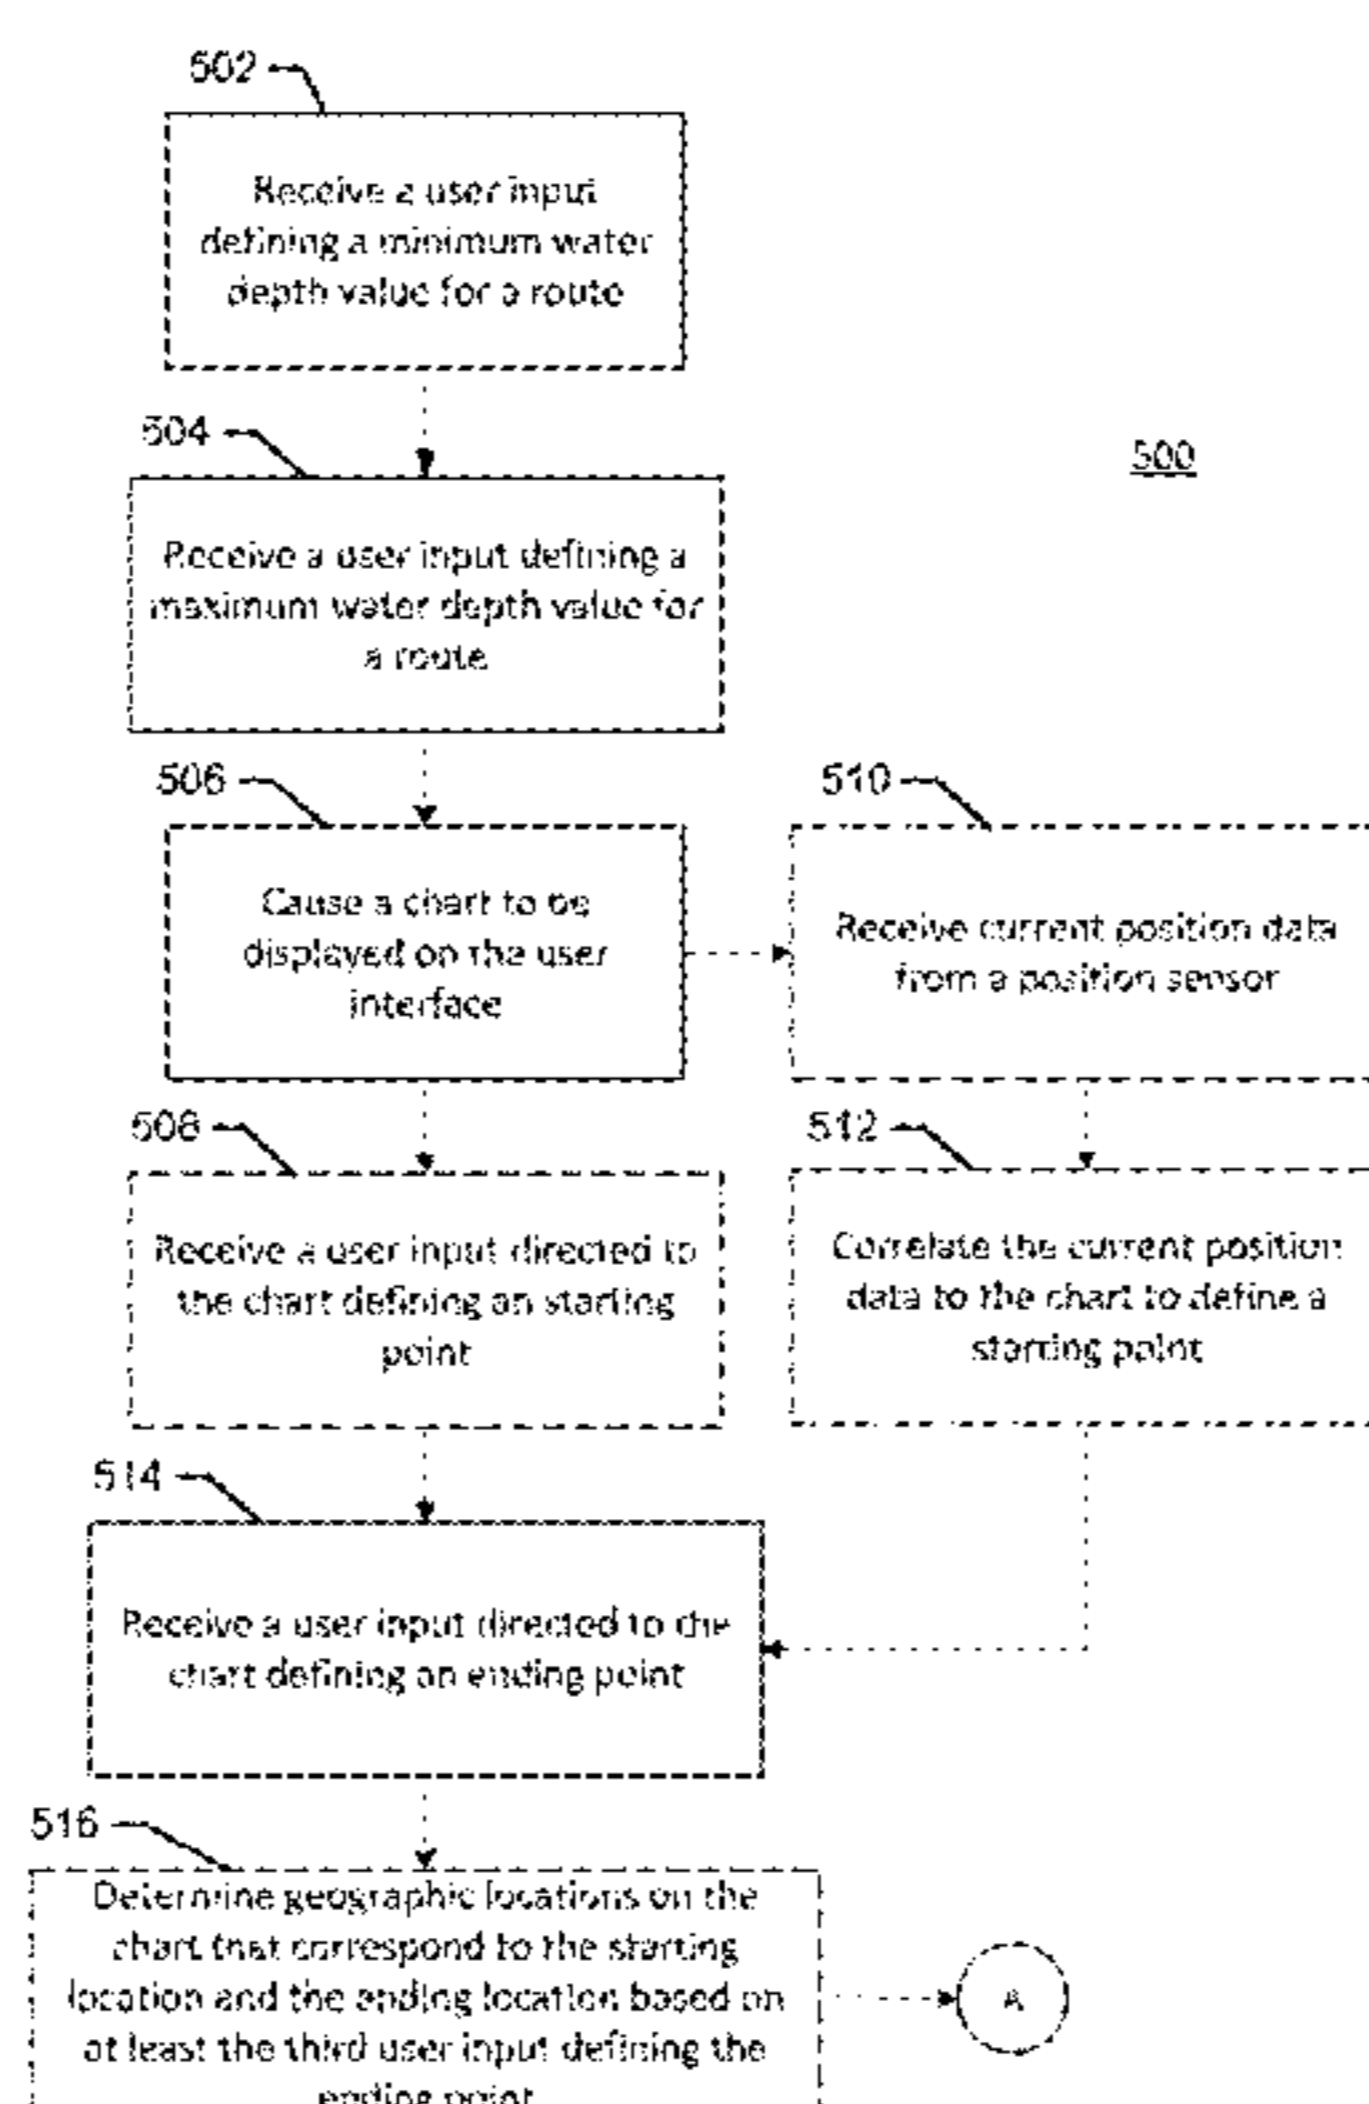 502
Receive a user input
defining a minimum water
depth value for a route
504
500
Receive a user input defining a
maximum water depth value for
a route
506
510
Cause a chart to be
displayed on the user
interface
Receive current position data
from a position sensor
508
512
Receive a user input directed to
the chart defining an starting
point
Correlate the current position
data to the chart to define a
starting point
514
Receive a user input directed to the
chart defining an ending point
516
Determine geographic locations on the
chart that correspond to the starting
location and the ending location based on
at least the third user input defining the
ending point
A